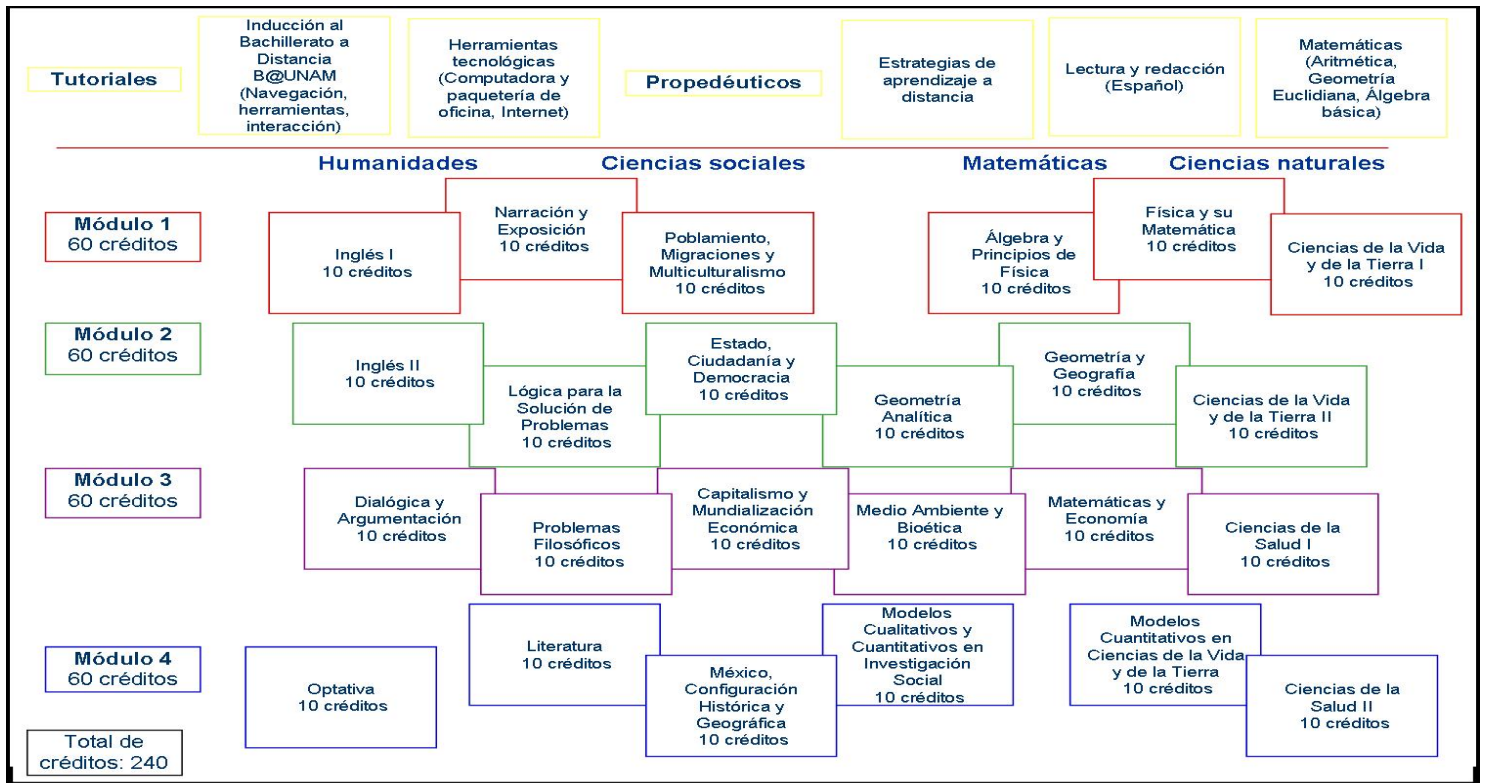 Tutoriales
Inducción al
Bachillerato a
Distancia
B@UNAM
(Navegación,
herramientas,
interacción)
Herramientas
tecnológicas
(Computadora y
paquetería de
oficina, Internet)
Propedéuticos
Estrategias de
aprendizaje a
distancia
Lectura y redacción
(Español)
Matemáticas
(Aritmética,
Geometría
Euclidiana, Álgebra
básica)
Humanidades
Ciencias sociales
Matemáticas
Ciencias naturales
Módulo 1
60 créditos
Inglés I
10 créditos
Narración y
Exposición
10 créditos
Poblamiento,
Migraciones y
Multiculturalismo
10 créditos
Álgebra y
Principios de
Física
10 créditos
Física y su
Matemática
10 créditos
Ciencias de la Vida
y de la Tierra I
10 créditos
Módulo 2
60 créditos
Inglés II
10 créditos
Lógica para la
Solución de
Problemas
10 créditos
Estado,
Ciudadanía y
Democracia
10 créditos
Geometría
Analítica
10 créditos
Geometría y
Geografía
10 créditos
Ciencias de la Vida
y de la Tierra II
10 créditos
Módulo 3
60 créditos
Dialógica y
Argumentación
10 créditos
Problemas
Filosóficos
10 créditos
Capitalismo y
Mundialización
Económica
10 créditos
Medio Ambiente y
Bioética
10 créditos
Matemáticas y
Economía
10 créditos
Ciencias de la
Salud I
10 créditos
Módulo 4
60 créditos
Optativa
10 créditos
Literatura
10 créditos
México,
Configuración
Histórica y
Geográfica
10 créditos
Modelos
Cualitativos y
Cuantitativos en
Investigación
Social
10 créditos
Modelos
Cuantitativos en
Ciencias de la Vida
y de la Tierra
10 créditos
Ciencias de la
Salud II
10 créditos
Total de
créditos: 240